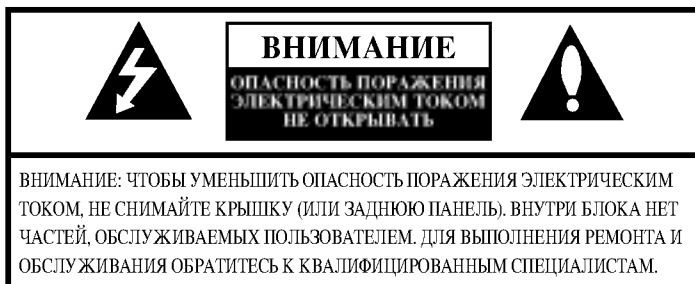 ВНИМАНИЕ
ОПАСНОСТЬ ПОРАЖЕНИЯ
ЭЛЕКТРИЧЕСКИМ ТОКОМ
НЕ ОТКРЫВАТЬ
ВНИМАНИЕ: ЧТОБЫ УМЕНЬШИТЬ ОПАСНОСТЬ ПОРАЖЕНИЯ ЭЛЕКТРИЧЕСКИМ
ТОКОМ, НЕ СНИМАЙТЕ КРЫШКУ (ИЛИ ЗАДНЮЮ ПАНЕЛЬ). ВНУТРИ БЛОКА НЕТ
ЧАСТЕЙ, ОБСЛУЖИВАЕМЫХ ПОЛЬЗОВАТЕЛЕМ. ДЛЯ ВЫПОЛНЕНИЯ РЕМОНТА И
ОБСЛУЖИВАНИЯ ОБРАТИТЕСЬ К КВАЛИФИЦИРОВАННЫМ СПЕЦИАЛИСТАМ.